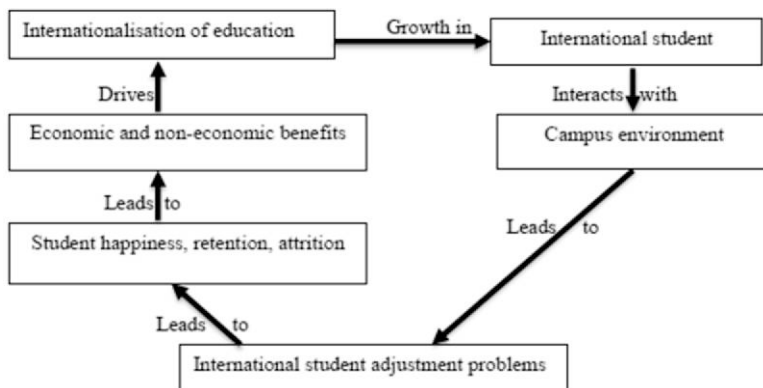 Internationalisation of education
Growth in
International student
Drives
Interacts with
Economic and non-economic benefits
Campus environment
Leads to
Leads to
Student happiness, retention, attrition
Leads to
International student adjustment problems